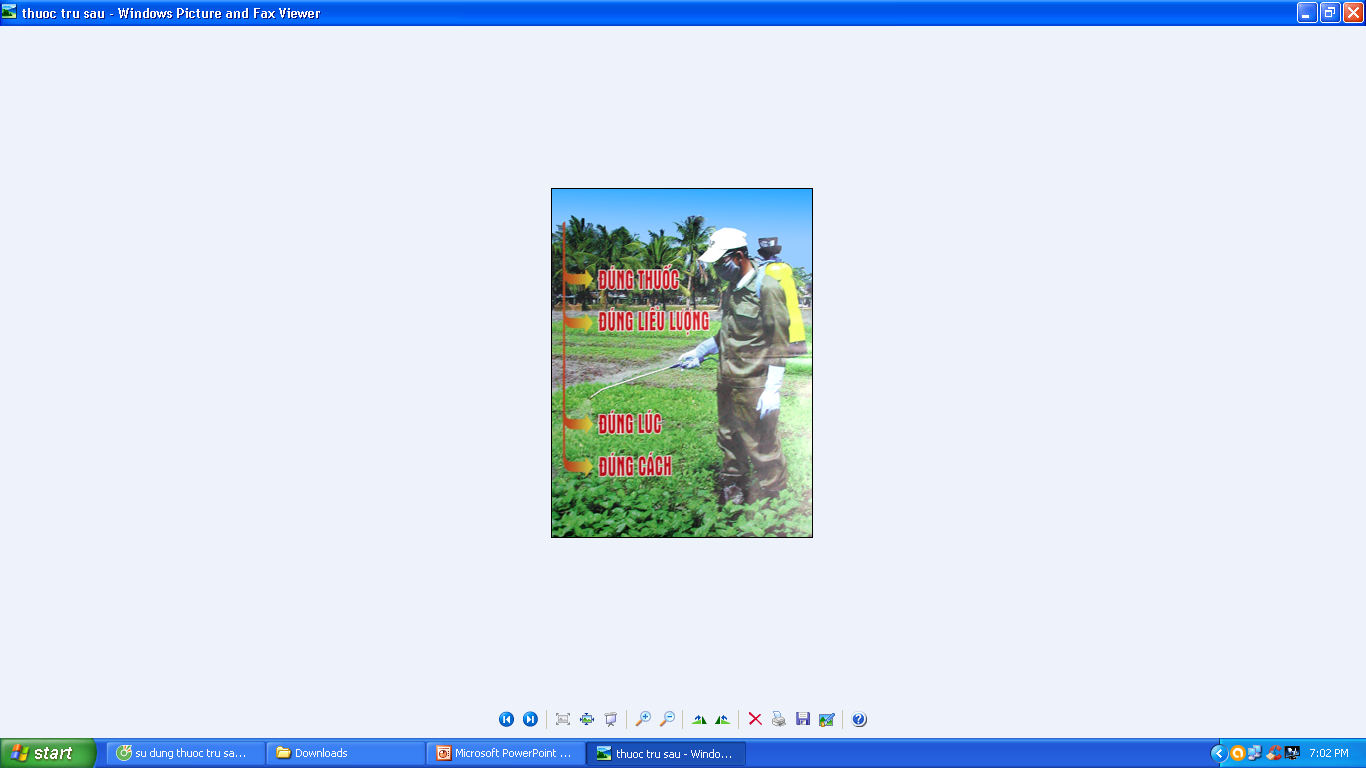 thuoc tru sau - Windows Picture and Fax Viewer
ĐÚNG THUỐC
ĐÚNG LIỀU LƯỢNG
ĐÚNG LÚC
ĐÚNG CÁCH
start
su dung thuoc tru sa...
Downloads
Microsoft PowerPoint ...
thuoc tru sau - Windo...
7:02 PM